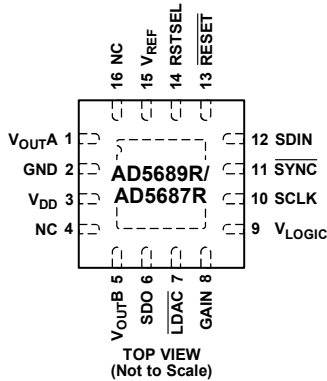 16 NC
15 VREF
14 RSTSEL
13 RESET
VOUTA 1
GND 2
VDD 3
NC 4
AD5689R/
AD5687R
12 SDIN
11 SYNC
10 SCLK
9 VLOGIC
VOUTB 5
SDO 6
LDAC 7
GAIN 8
TOP VIEW
(Not to Scale)